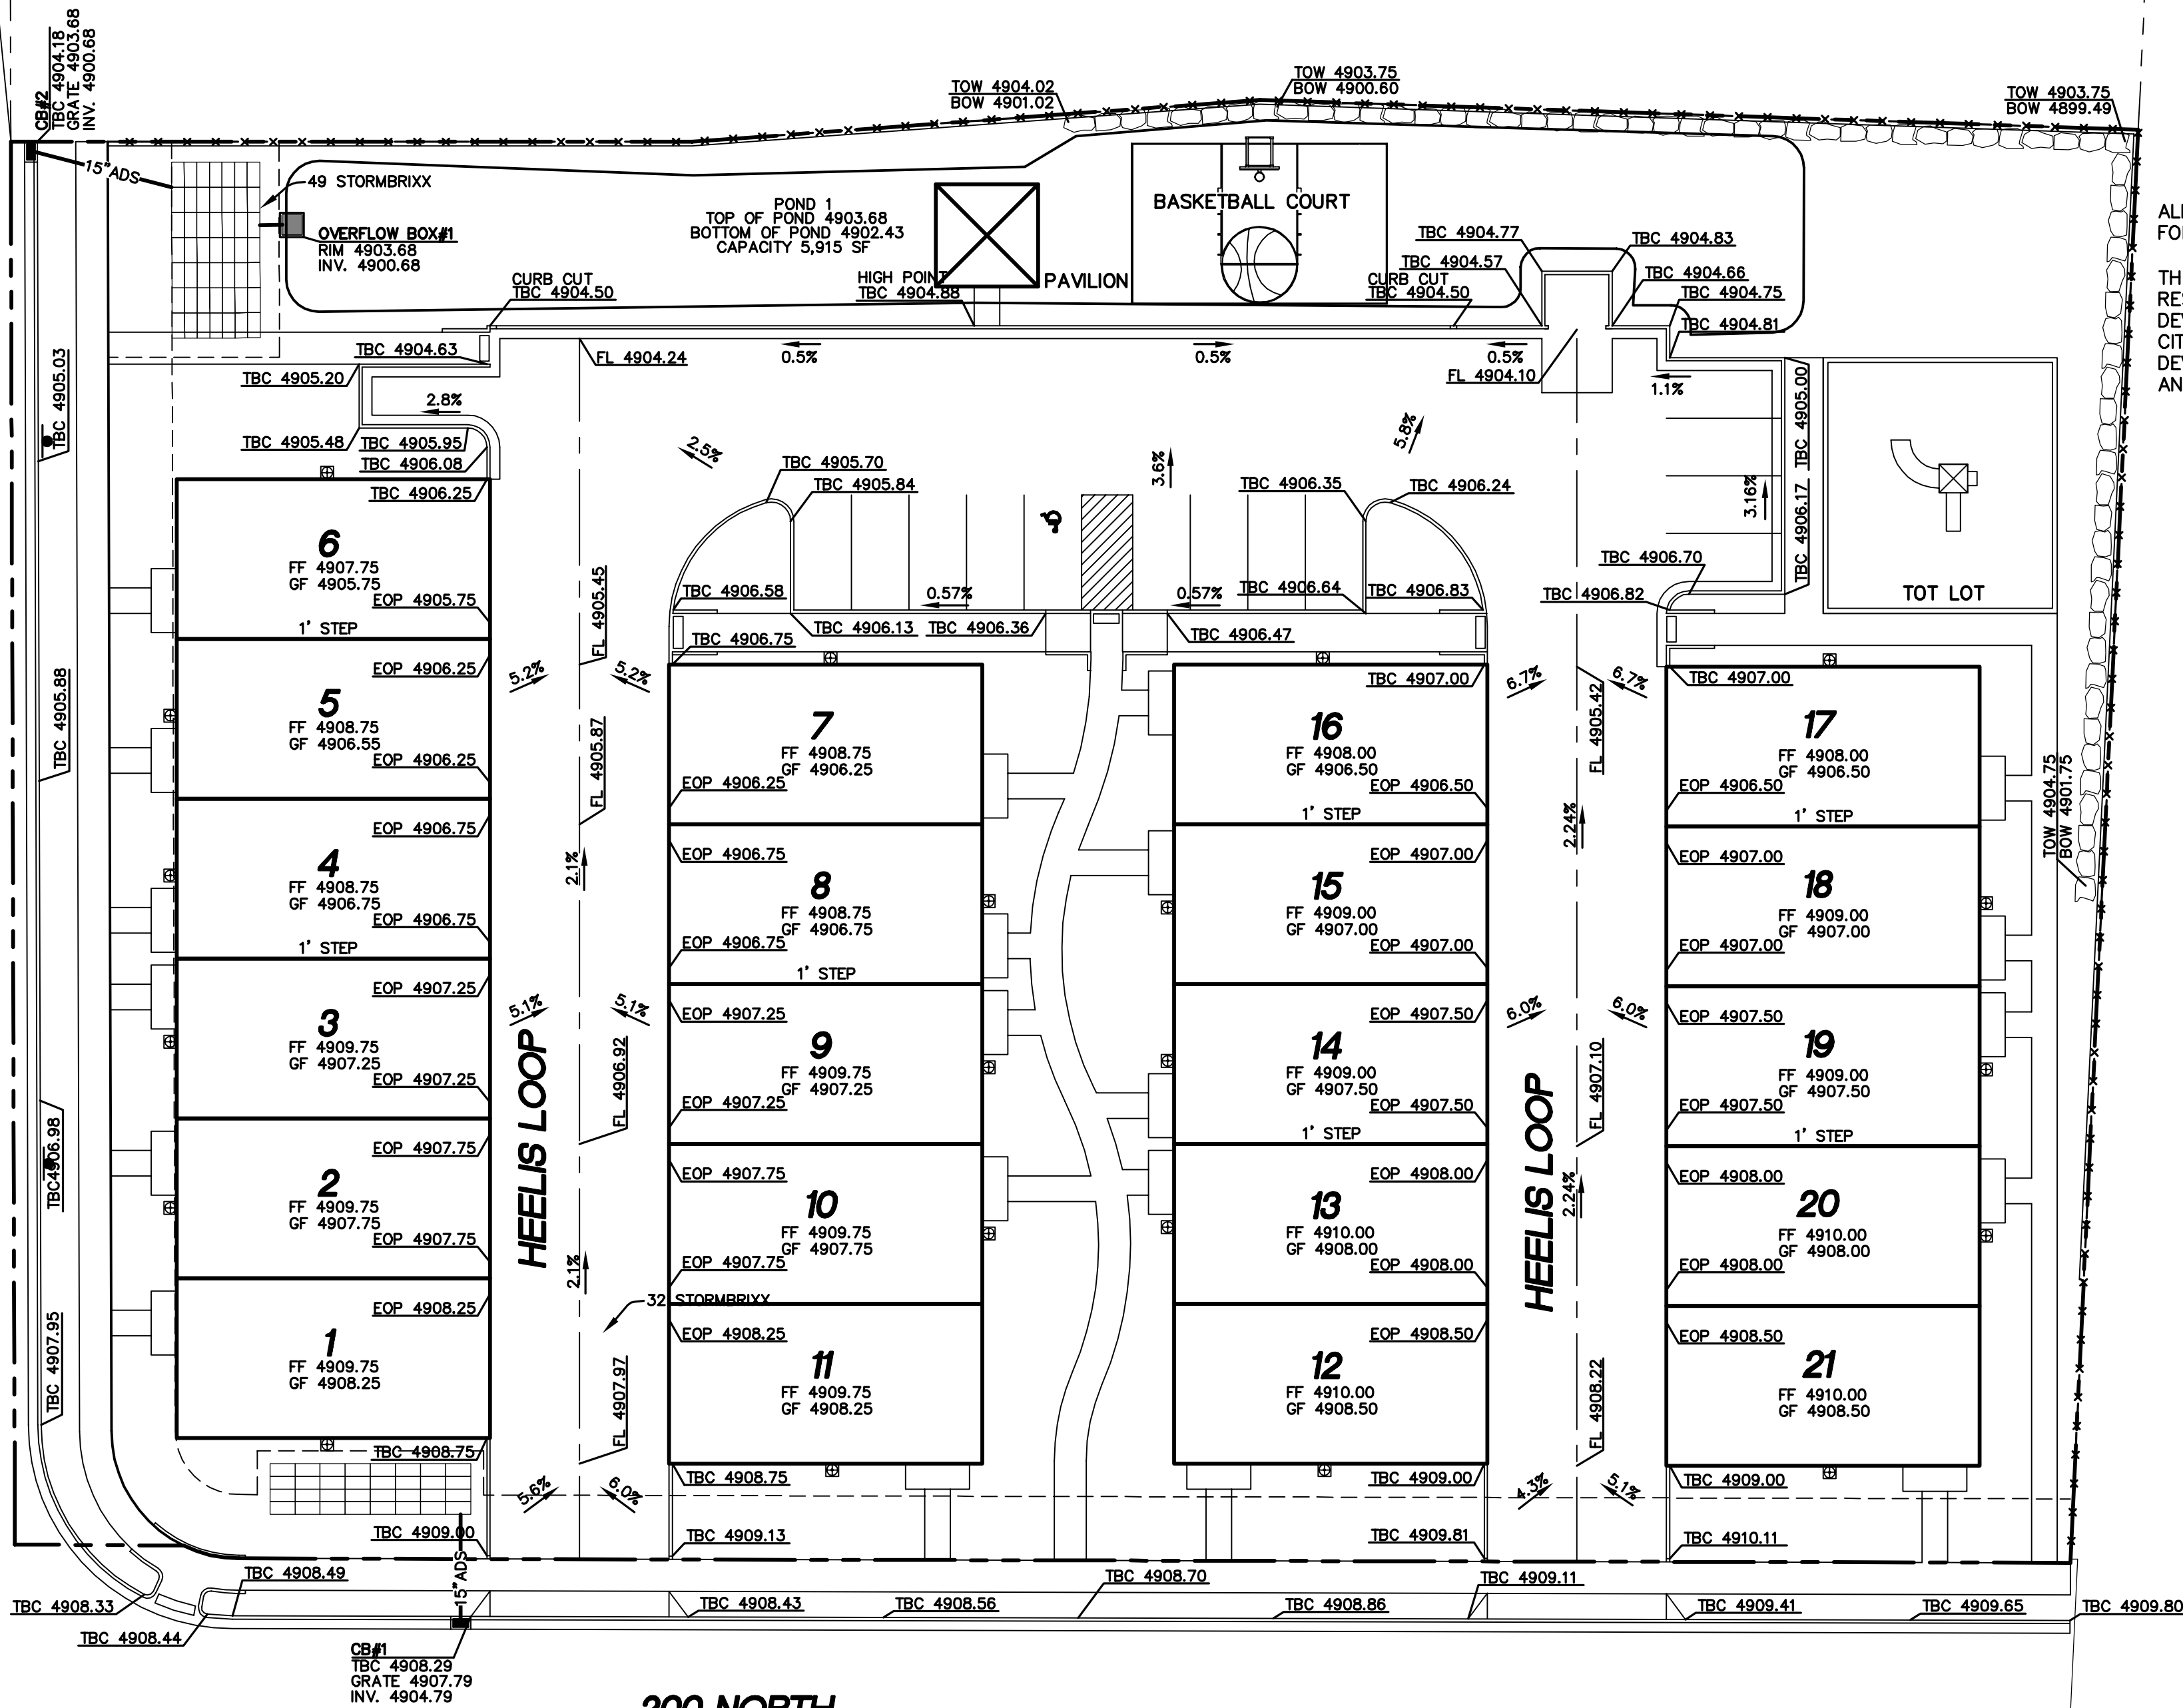 CB#2
TBC 4904.18
GRATE 4903.68
INV. 4900.68
TOW 4904.02
BOW 4901.02
TOW 4903.75
BOW 4900.60
TOW 4903.75
BOW 4899.49
15"ADS
49 STORMBRIXX
OVERFLOW BOX#1
RIM 4903.68
INV. 4900.68
POND 1
TOP OF POND 4903.68
BOTTOM OF POND 4902.43
CAPACITY 5,915 SF
BASKETBALL COURT
PAVILION
CURB CUT
TBC 4904.50
HIGH POINT
TBC 4904.88
CURB CUT
TBC 4904.50
TBC 4904.77
TBC 4904.57
TBC 4904.83
TBC 4904.66
TBC 4904.75
TBC 4904.81
TBC 4904.63
TBC 4905.20
FL 4904.24
0.5%
0.5%
0.5%
FL 4904.10
1.1%
TBC 4905.03
2.8%
TBC 4905.48
TBC 4905.95
TBC 4906.08
TBC 4906.25
2.5%
TBC 4905.70
TBC 4905.84
3.6%
5.8%
TBC 4906.35
TBC 4906.24
3.16%
TBC 4905.00
TBC 4906.17
TBC 4906.70
TBC 4906.82
TOT LOT
TBC 4906.58
0.57%
0.57%
TBC 4906.64
TBC 4906.83
TBC 4906.75
TBC 4906.13
TBC 4906.36
TBC 4906.47
6
FF 4907.75
GF 4905.75
EOP 4905.75
1' STEP
FL 4905.45
TBC 4905.88
EOP 4906.25
5
FF 4908.75
GF 4906.55
EOP 4906.25
5.2%
5.2%
FL 4905.87
7
FF 4908.75
GF 4906.25
EOP 4906.25
TBC 4907.00
16
FF 4908.00
GF 4906.50
EOP 4906.50
1' STEP
6.7%
6.7%
FL 4905.42
TBC 4907.00
17
FF 4908.00
GF 4906.50
EOP 4906.50
1' STEP
TOW 4904.75
BOW 4901.75
EOP 4906.75
4
FF 4908.75
GF 4906.75
EOP 4906.75
1' STEP
2.1%
EOP 4906.75
8
FF 4908.75
GF 4906.75
EOP 4906.75
1' STEP
EOP 4907.00
15
FF 4909.00
GF 4907.00
EOP 4907.00
2.24%
EOP 4907.00
18
FF 4909.00
GF 4907.00
EOP 4907.00
EOP 4907.25
3
FF 4909.75
GF 4907.25
EOP 4907.25
5.1%
5.1%
FL 4906.92
EOP 4907.25
9
FF 4909.75
GF 4907.25
EOP 4907.25
EOP 4907.50
14
FF 4909.00
GF 4907.50
EOP 4907.50
1' STEP
6.0%
6.0%
FL 4907.10
EOP 4907.50
19
FF 4909.00
GF 4907.50
EOP 4907.50
1' STEP
TBC4906.98
EOP 4907.75
2
FF 4909.75
GF 4907.75
EOP 4907.75
HEELIS LOOP
2.1%
EOP 4907.75
10
FF 4909.75
GF 4907.75
EOP 4907.75
EOP 4908.00
13
FF 4910.00
GF 4908.00
EOP 4908.00
HEELIS LOOP
2.24%
EOP 4908.00
20
FF 4910.00
GF 4908.00
EOP 4908.00
TBC 4907.95
EOP 4908.25
1
FF 4909.75
GF 4908.25
32 STORMBRIXX
FL 4907.97
EOP 4908.25
11
FF 4909.75
GF 4908.25
EOP 4908.50
12
FF 4910.00
GF 4908.50
FL 4908.22
EOP 4908.50
21
FF 4910.00
GF 4908.50
TBC 4908.75
TBC 4908.75
TBC 4909.00
TBC 4909.00
5.6%
6.0%
4.3%
5.1%
TBC 4909.00
TBC 4909.13
TBC 4909.81
TBC 4910.11
15"ADS
TBC 4908.49
TBC 4908.33
TBC 4908.44
TBC 4908.43
TBC 4908.56
TBC 4908.70
TBC 4908.86
TBC 4909.11
TBC 4909.41
TBC 4909.65
TBC 4909.80
CB#1
TBC 4908.29
GRATE 4907.79
INV. 4904.79
200 NORTH